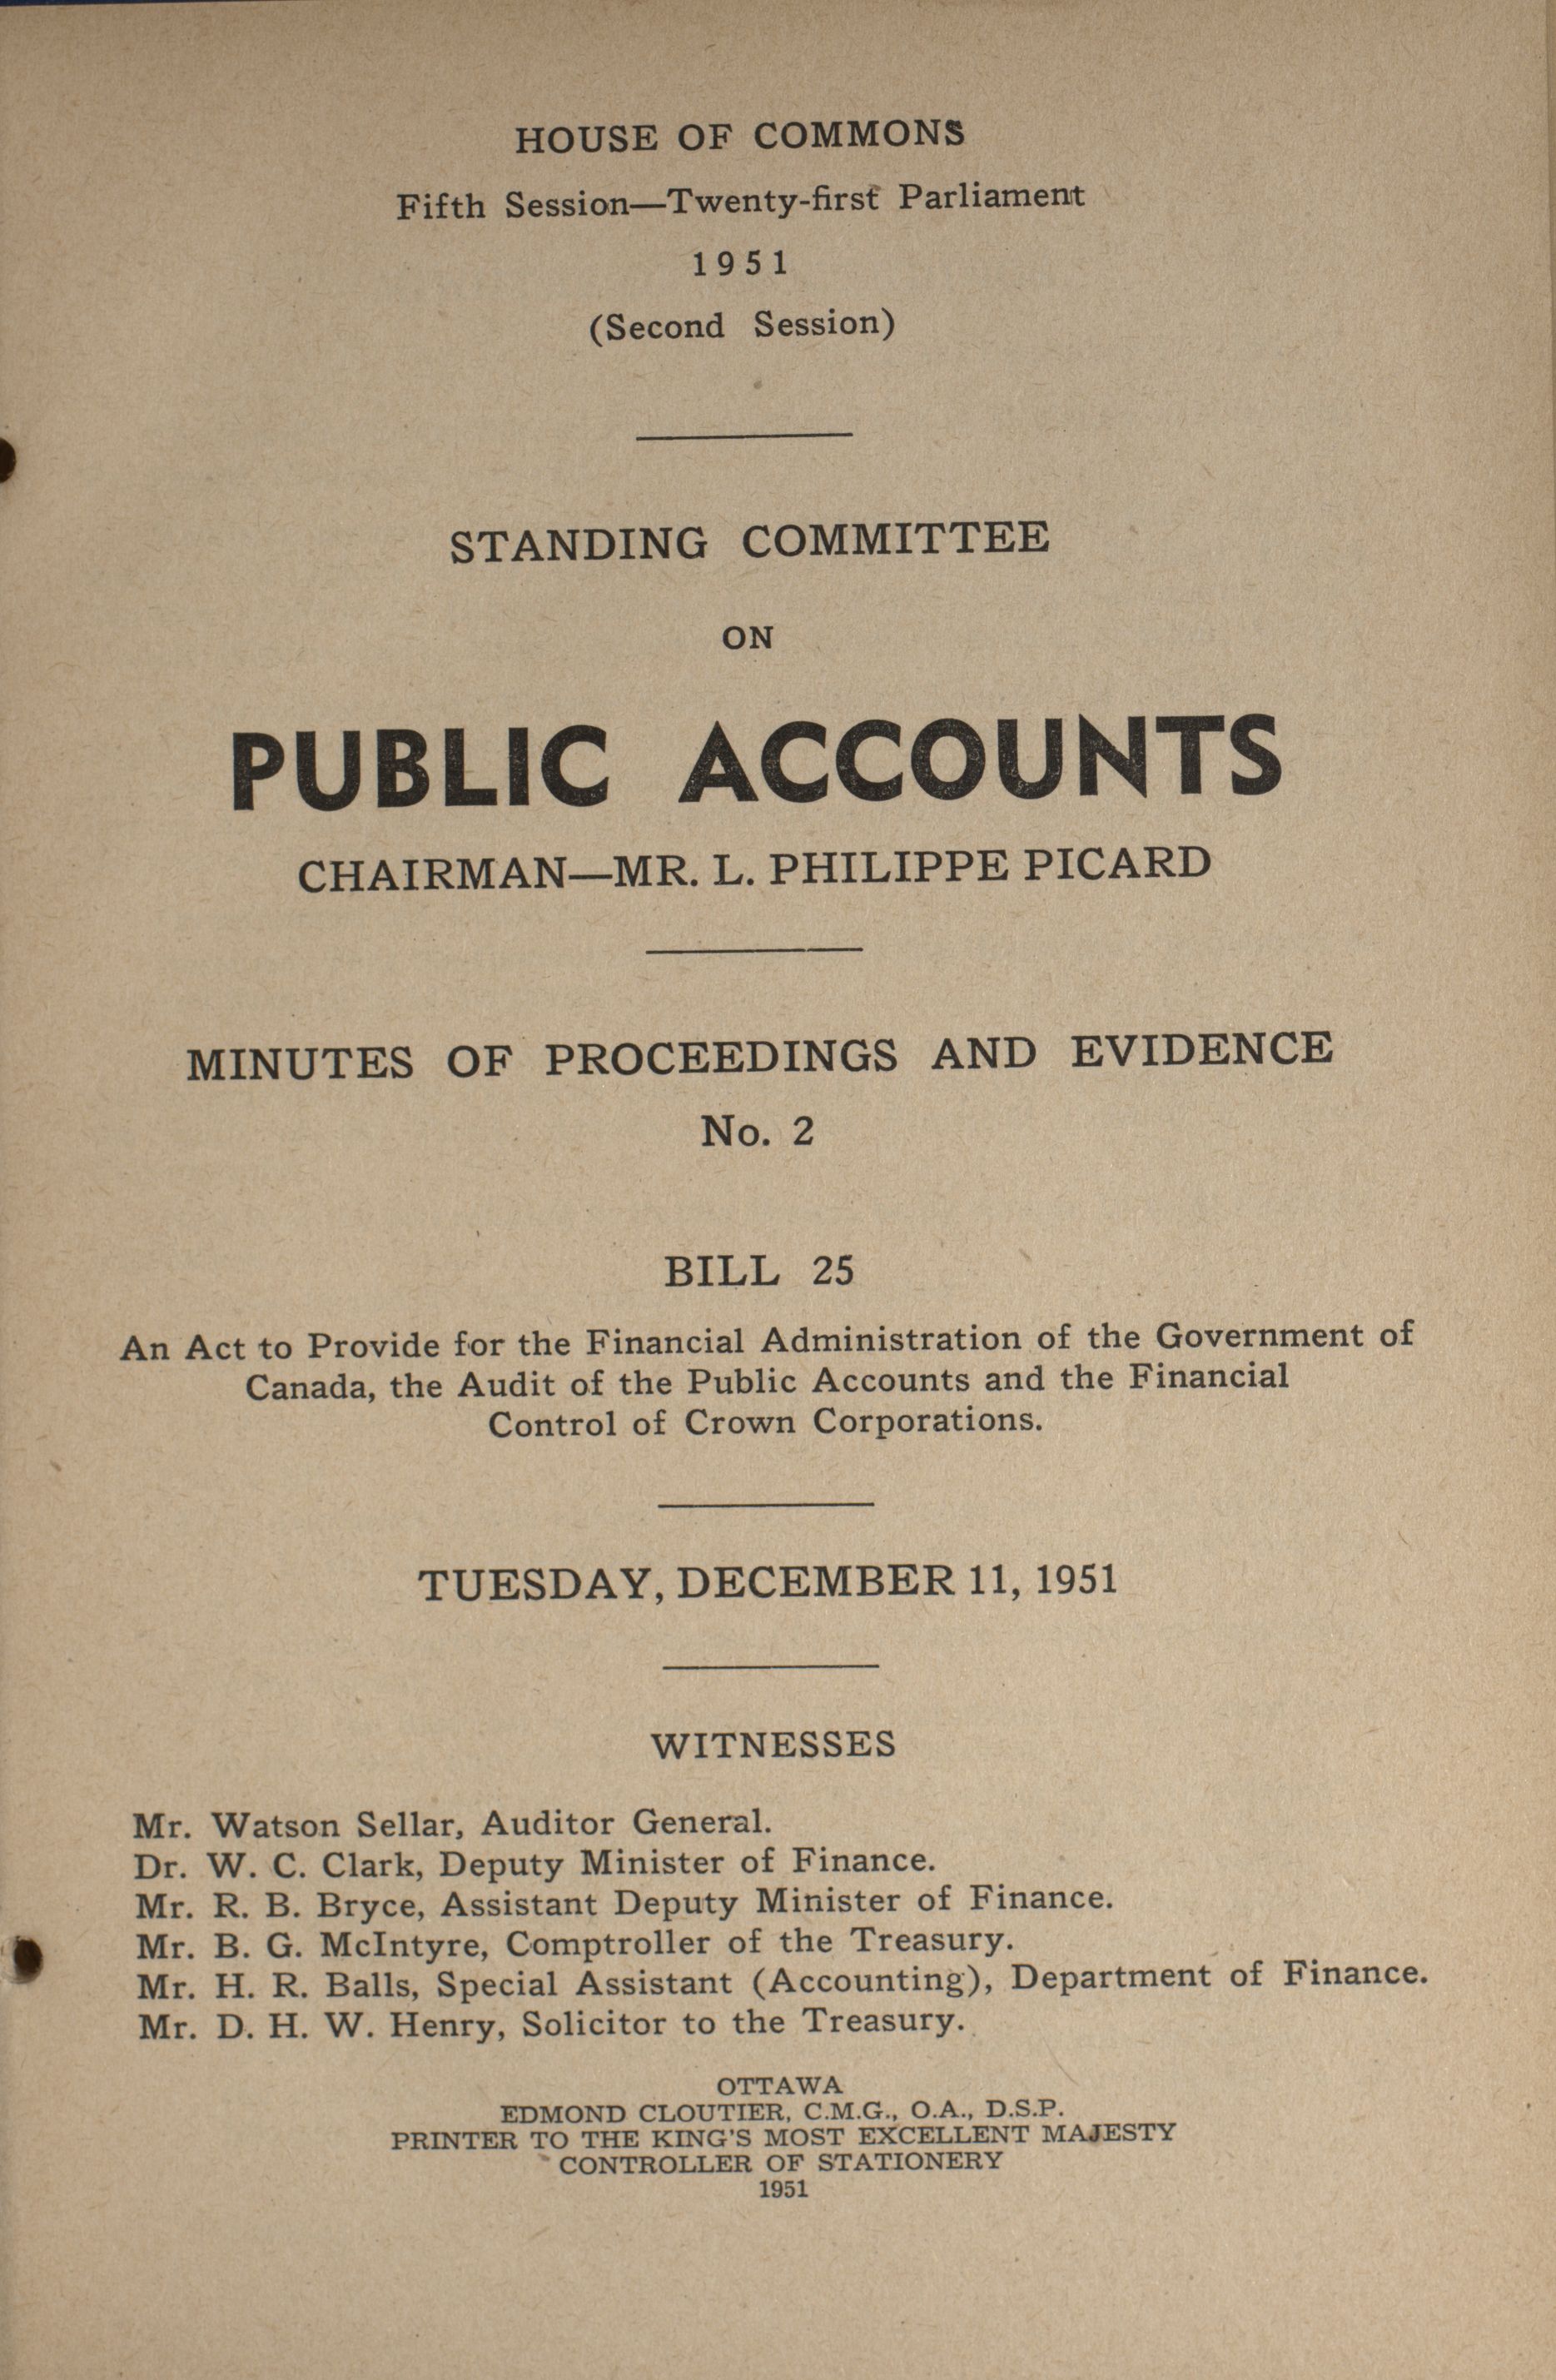 HOUSE OF COMMONS
Fifth Session—Twenty-first Parliament
1951
(Second Session)
STANDING COMMITTEE
ON
PUBLIC ACCOUNTS
CHAIRMAN—MR. L. PHILIPPE PICARD
MINUTES OF PROCEEDINGS AND EVIDENCE
No. 2
BILL 25
An Act to Provide for the Financial Administration of the Government of
Canada, the Audit of the Public Accounts and the Financial
Control of Crown Corporations.
TUESDAY, DECEMBER 11, 1951
WITNESSES
Mr. Watson Sellar, Auditor General.
Dr. W. C. Clark, Deputy Minister of Finance.
Mr. R. B. Bryce, Assistant Deputy Minister of Finance.
Mr. B. G. McIntyre, Comptroller of the Treasury.
Mr. H. R. Balls, Special Assistant (Accounting), Department of Finance.
Mr. D. H. W. Henry, Solicitor to the Treasury.
OTTAWA
EDMOND CLOUTIER, C.M.G., O.A., D.S.P.
PRINTER TO THE KING'S MOST EXCELLENT MAJESTY
CONTROLLER OF STATIONERY
1951